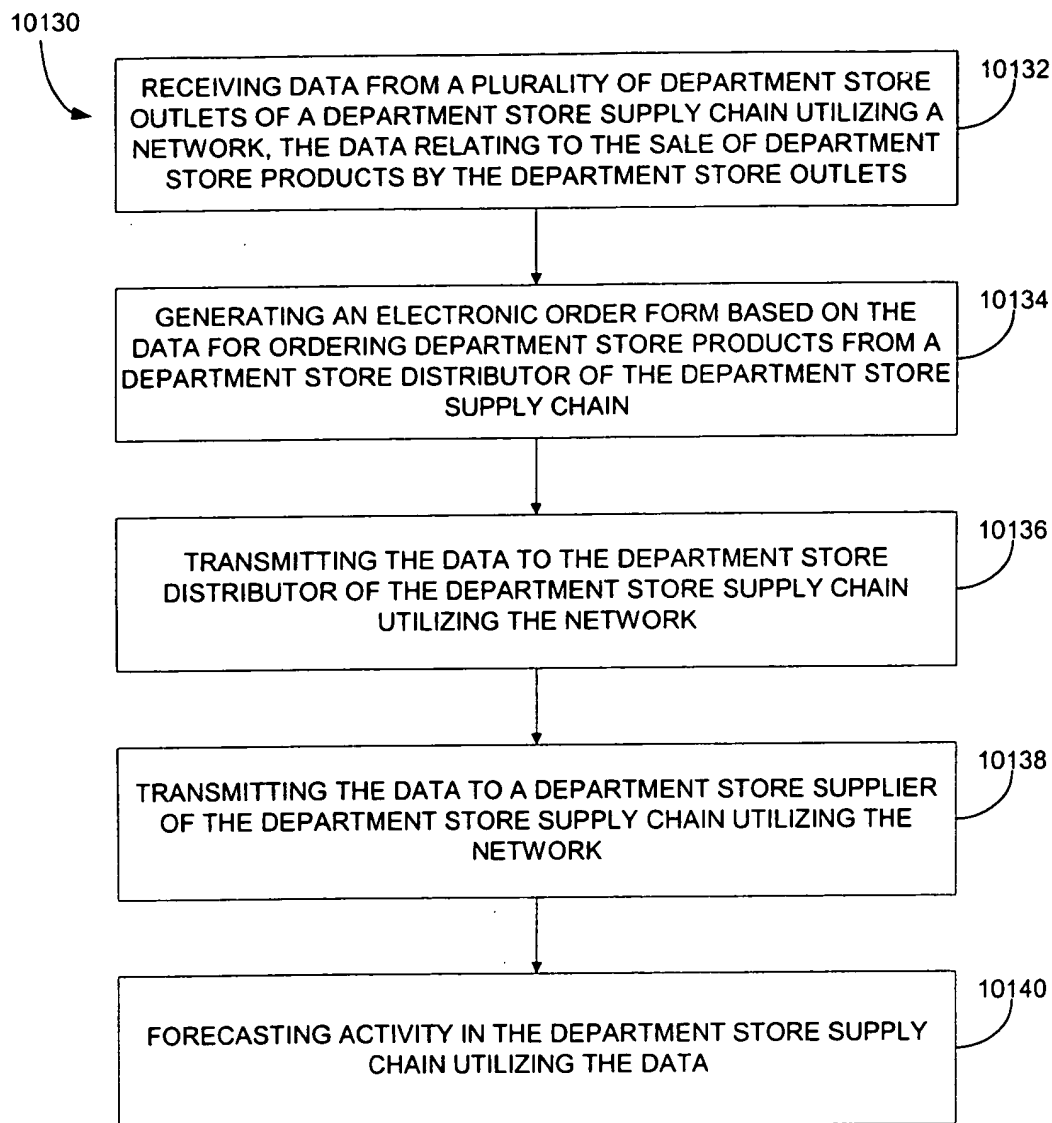 10130
RECEIVING DATA FROM A PLURALITY OF DEPARTMENT STORE
OUTLETS OF A DEPARTMENT STORE SUPPLY CHAIN UTILIZING A
NETWORK, THE DATA RELATING TO THE SALE OF DEPARTMENT
STORE PRODUCTS BY THE DEPARTMENT STORE OUTLETS
10132
GENERATING AN ELECTRONIC ORDER FORM BASED ON THE
DATA FOR ORDERING DEPARTMENT STORE PRODUCTS FROM A
DEPARTMENT STORE DISTRIBUTOR OF THE DEPARTMENT STORE
SUPPLY CHAIN
10134
TRANSMITTING THE DATA TO THE DEPARTMENT STORE
DISTRIBUTOR OF THE DEPARTMENT STORE SUPPLY CHAIN
UTILIZING THE NETWORK
10136
TRANSMITTING THE DATA TO A DEPARTMENT STORE SUPPLIER
OF THE DEPARTMENT STORE SUPPLY CHAIN UTILIZING THE
NETWORK
10138
FORECASTING ACTIVITY IN THE DEPARTMENT STORE SUPPLY
CHAIN UTILIZING THE DATA
10140